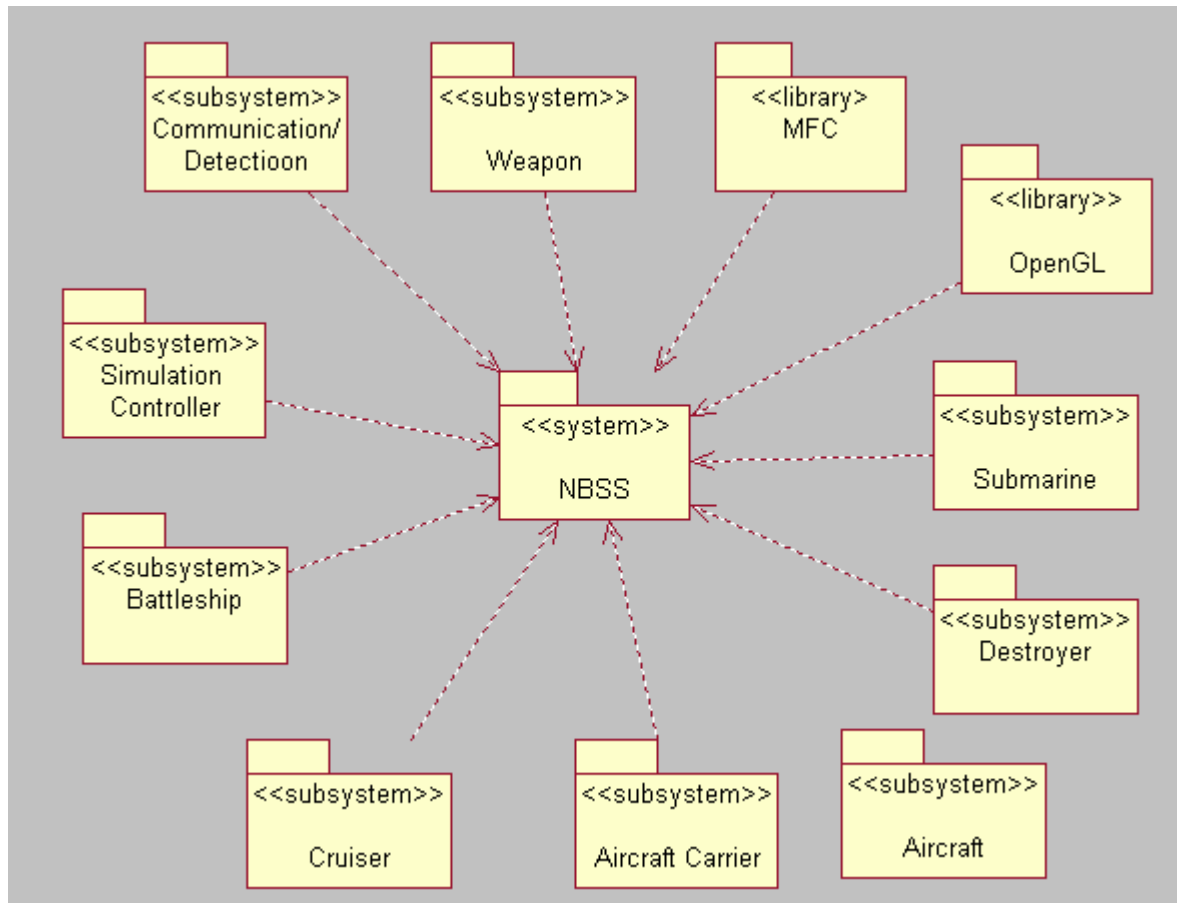 <<subsystem>>
Communication/
Detectioon
<<subsystem>>
Weapon
<<library>
MFC
<<library>>
OpenGL
<<subsystem>>
Simulation
Controller
<<system>>
NBSS
<<subsystem>>
Submarine
<<subsystem>>
Battleship
<<subsystem>>
Destroyer
<<subsystem>>
Cruiser
<<subsystem>>
Aircraft Carrier
<<subsystem>>
Aircraft